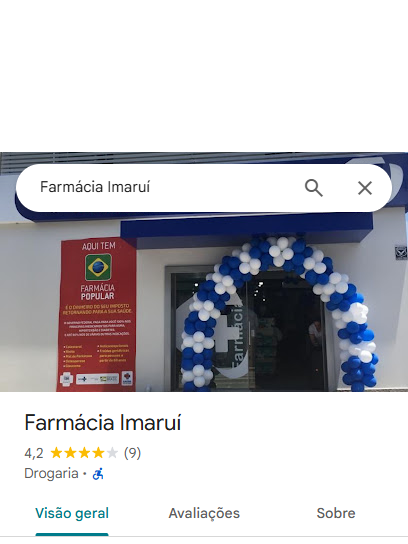 Farmácia Imaruí
AQUI TEM
FARMÁCIA
POPULAR
É O DINHEIRO DO SEU IMPOSTO
RETORNANDO PARA A SUA SAÚDE.
Farmácia
Farmácia Imaruí
4,2 (9)
Drogaria ·
Visão geral Avaliações Sobre